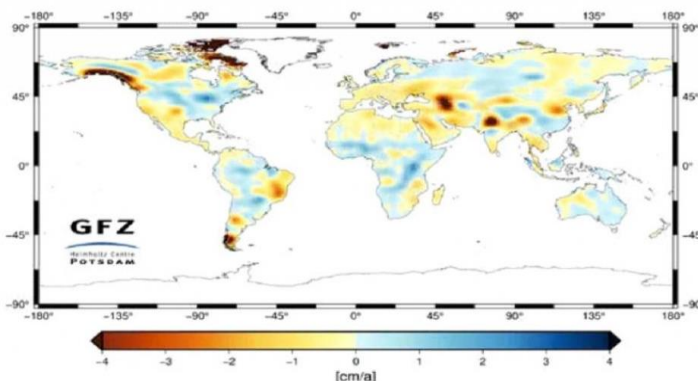 −180° −135° −90° −45° 0° 45° 90° 135° 180°
90° 90°
45° 45°
0° 0°
−45° −45°
−90° −90°
GFZ
Helmholtz Centre
POTSDAM
−180° −135° −90° −45° 0° 45° 90° 135° 180°
−4 −3 −2 −1 0 1 2 3 4
[cm/a]